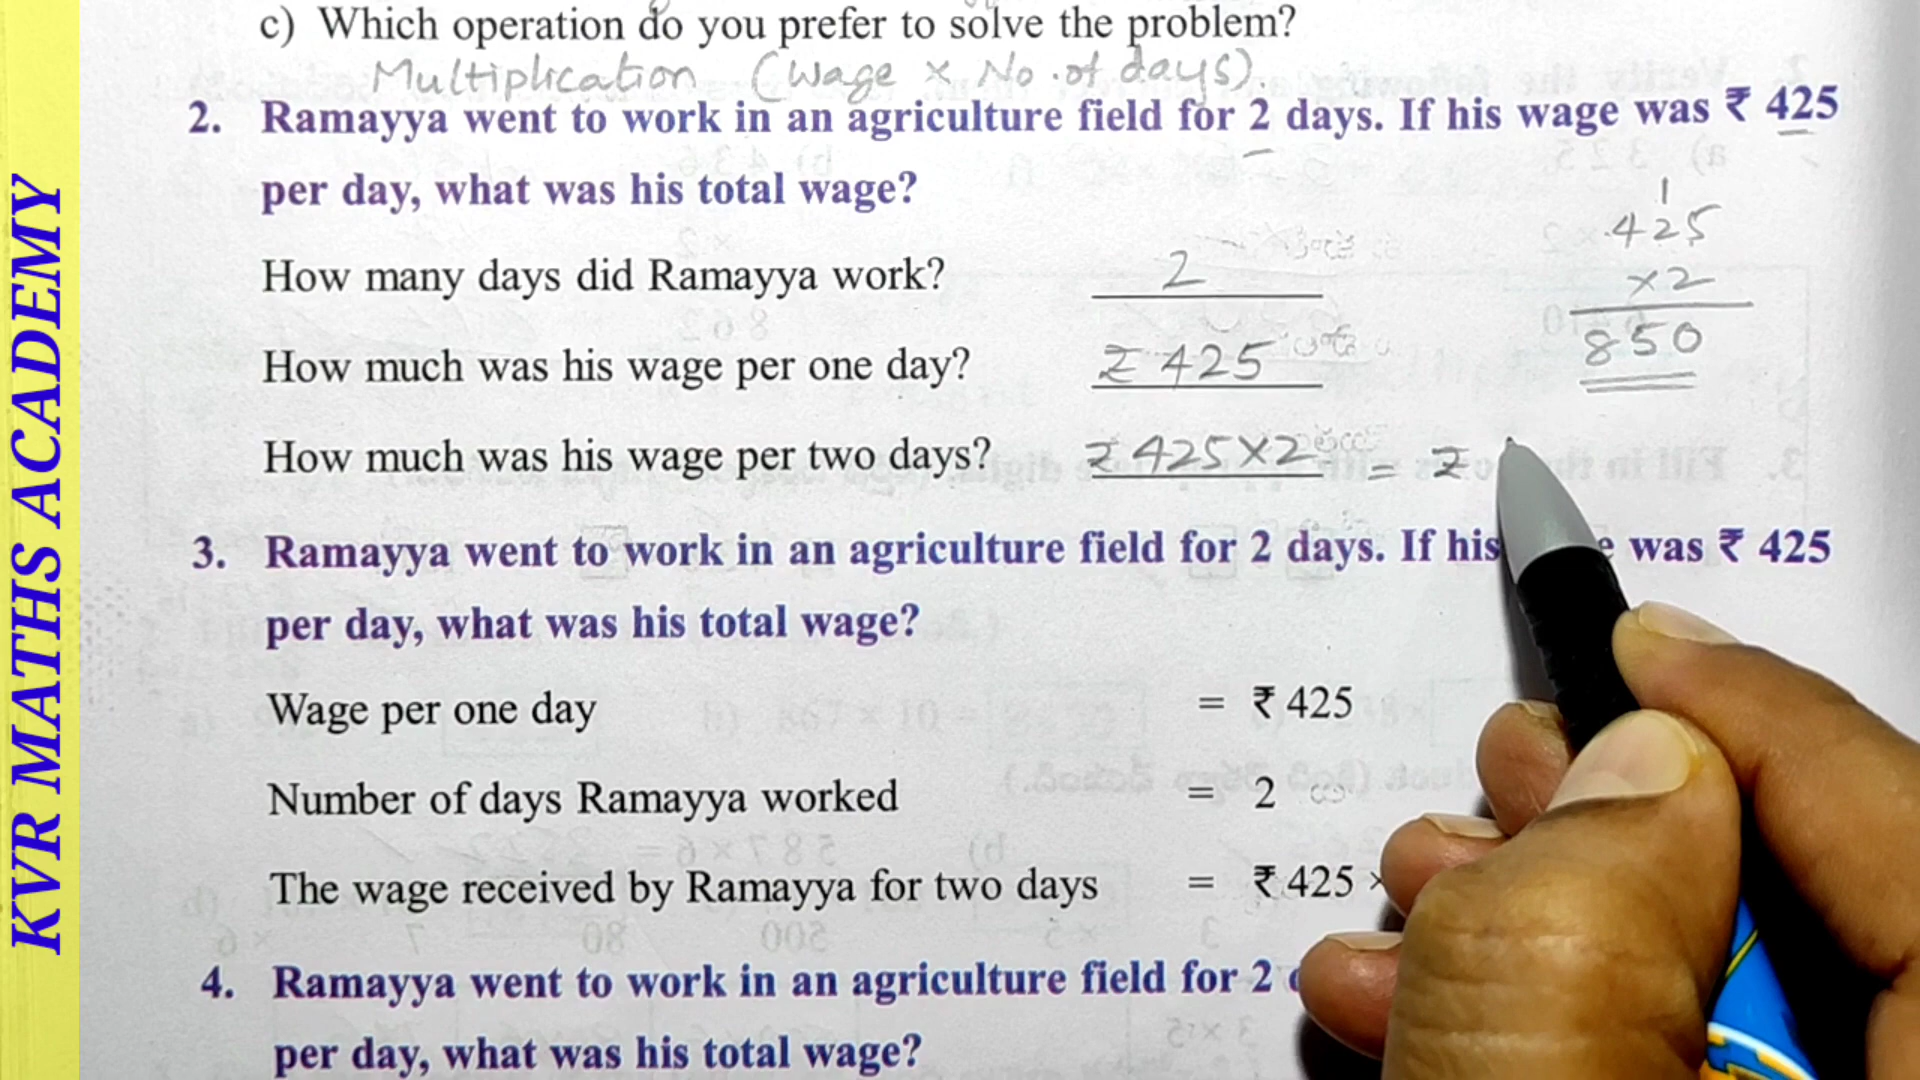 KVR MATHS ACADEMY
c) Which operation do you prefer to solve the problem?
Multiplication (Wage × No. of days)
2. Ramayya went to work in an agriculture field for 2 days. If his wage was ₹ 425
per day, what was his total wage?
1
425
×2
850
How many days did Ramayya work? 2
How much was his wage per one day? ₹ 425
How much was his wage per two days? ₹ 425×2 = ₹
3. Ramayya went to work in an agriculture field for 2 days. If his was ₹ 425
per day, what was his total wage?
Wage per one day = ₹ 425
Number of days Ramayya worked = 2
The wage received by Ramayya for two days = ₹ 425 ×
4. Ramayya went to work in an agriculture field for 2
per day, what was his total wage?